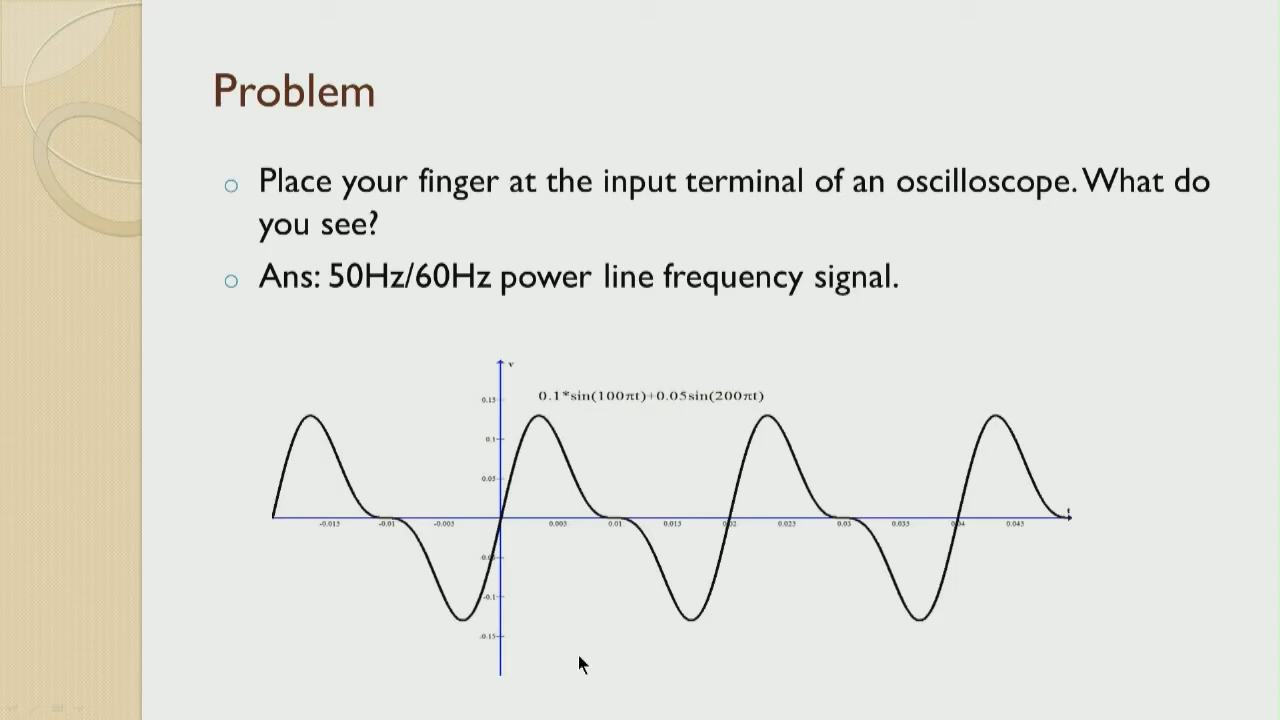 Problem
Place your finger at the input terminal of an oscilloscope. What do
you see?
Ans: 50Hz/60Hz power line frequency signal.
v
0.1*sin(100πt)+0.05sin(200πt)
0.15
0.1
0.05
t
-0.015 -0.01 -0.005 0.005 0.01 0.015 0.02 0.025 0.03 0.035 0.04 0.045
-0.05
-0.1
-0.15